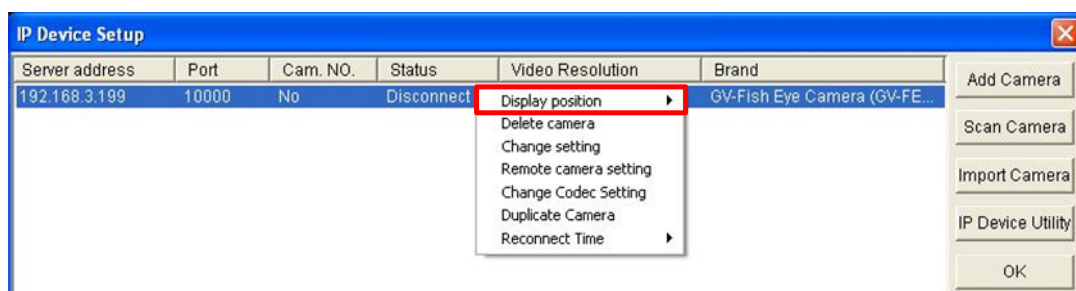 IP Device Setup
Server address Port Cam. NO. Status Video Resolution Brand
192.168.3.199 10000 No Disconnect GV-Fish Eye Camera (GV-FE...
Display position
Delete camera
Change setting
Remote camera setting
Change Codec Setting
Duplicate Camera
Reconnect Time
Add Camera
Scan Camera
Import Camera
IP Device Utility
OK